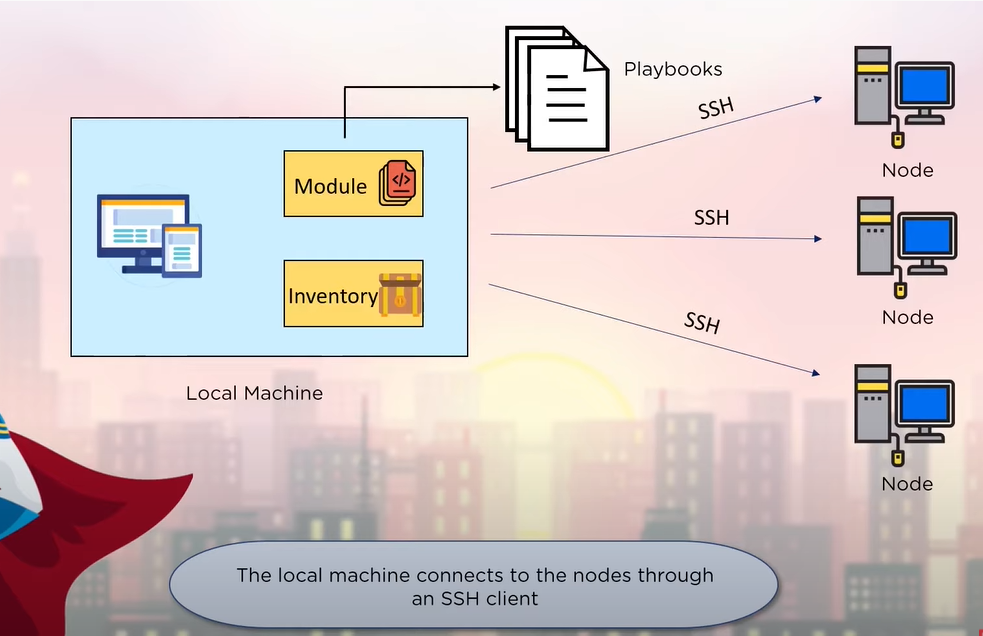 Playbooks
SSH
Node
Module
SSH
Node
Inventory
SSH
Local Machine
Node
The local machine connects to the nodes through
an SSH client